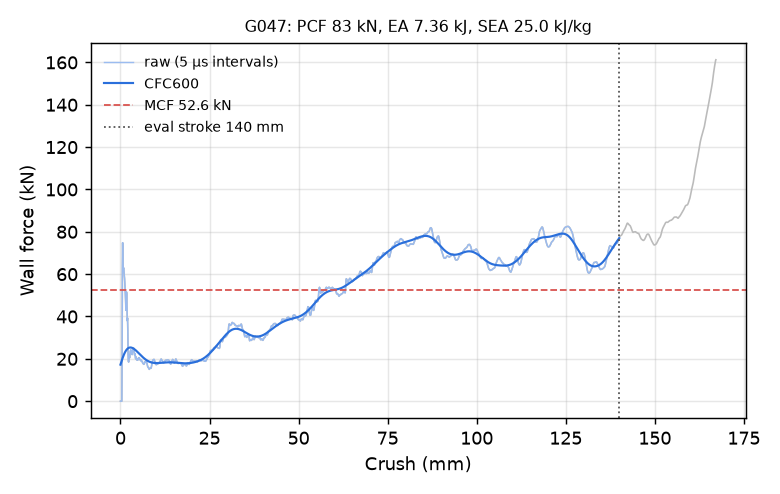 G047: PCF 83 kN, EA 7.36 kJ, SEA 25.0 kJ/kg
raw (5 µs intervals)
CFC600
MCF 52.6 kN
eval stroke 140 mm
Wall force (kN)
160
140
120
100
80
60
40
20
0
0 25 50 75 100 125 150 175
Crush (mm)